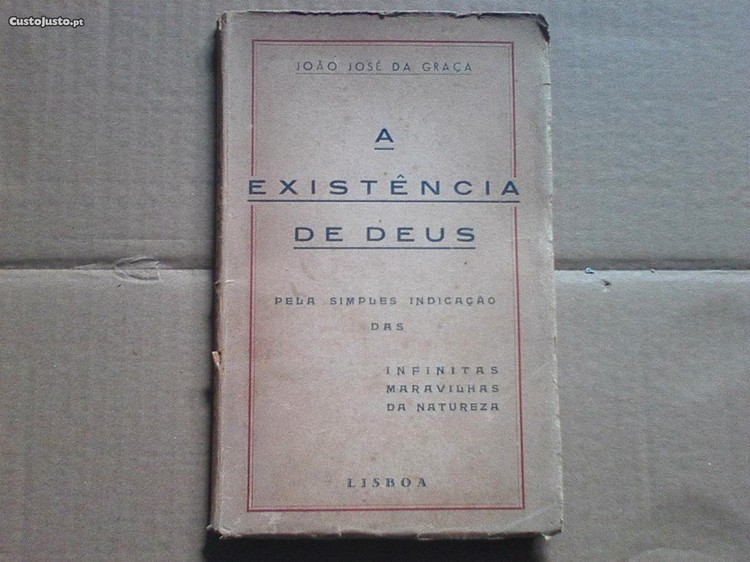 CustoJusto.pt
JOÃO JOSÉ DA GRAÇA
A
EXISTÊNCIA
DE DEUS
PELA SIMPLES INDICAÇÃO
DAS
INFINITAS
MARAVILHAS
DA NATUREZA
LISBOA